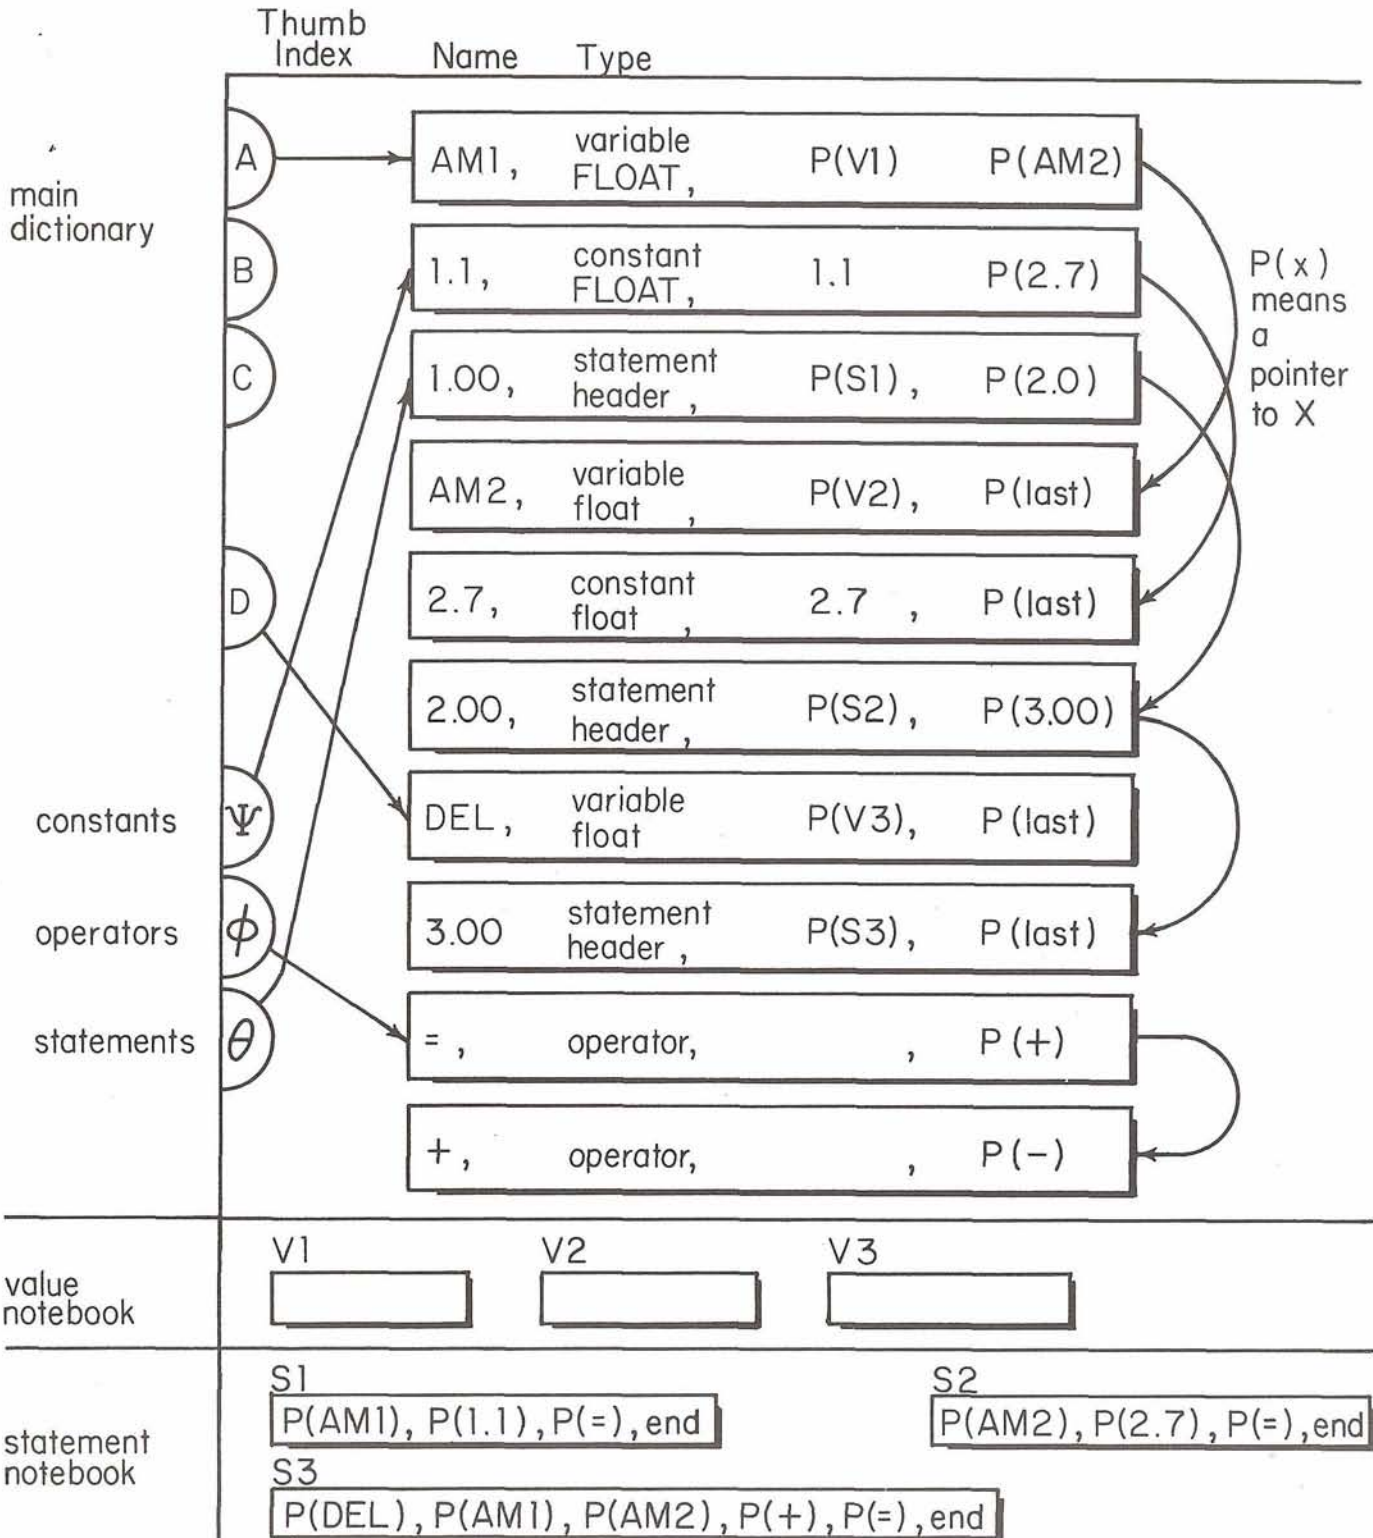 Thumb
Index
Name
Type
main
dictionary
A
AM1, variable FLOAT, P(V1) P(AM2)
P(x)
means
a
pointer
to X
B
1.1, constant FLOAT, 1.1 P(2.7)
C
1.00, statement header, P(S1), P(2.0)
AM2, variable float, P(V2), P(last)
D
2.7, constant float, 2.7, P(last)
2.00, statement header, P(S2), P(3.00)
constants
Ψ
DEL, variable float P(V3), P(last)
operators
ϕ
3.00 statement header, P(S3), P(last)
statements
θ
=, operator, , P(+)
+, operator, , P(-)
value
notebook
V1
V2
V3
statement
notebook
S1
P(AM1), P(1.1), P(=), end
S2
P(AM2), P(2.7), P(=), end
S3
P(DEL), P(AM1), P(AM2), P(+), P(=), end